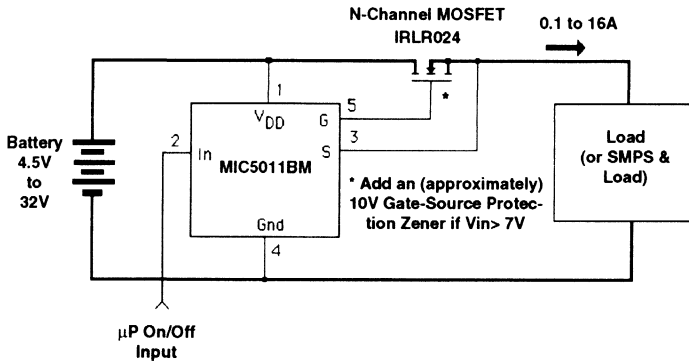 N-Channel MOSFET
IRLR024
0.1 to 16A
*
1
VDD
5
G
2
In
MIC5011BM
3
S
Battery
4.5V
to
32V
Load
(or SMPS &
Load)
* Add an (approximately)
10V Gate-Source Protec-
tion Zener if Vin> 7V
Gnd
4
µP On/Off
Input